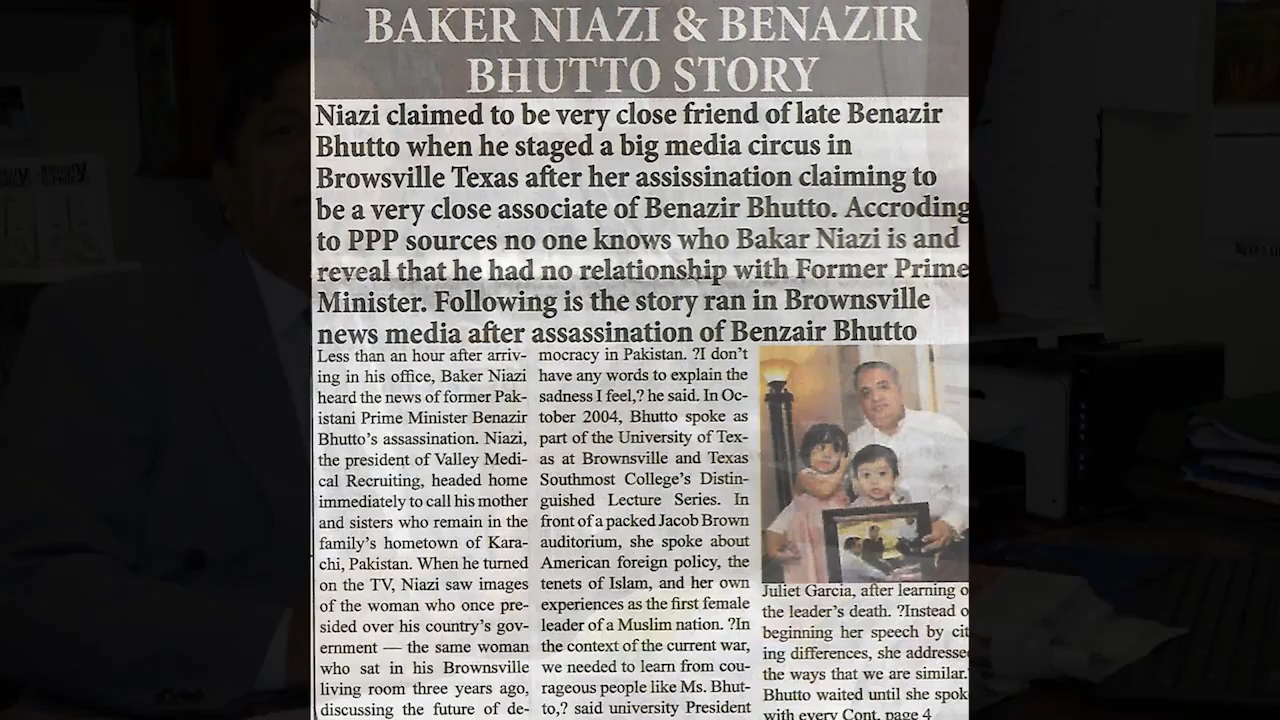 BAKER NIAZI & BENAZIR
BHUTTO STORY
Niazi claimed to be very close friend of late Benazir
Bhutto when he staged a big media circus in
Browsville Texas after her assissination claiming to
be a very close associate of Benazir Bhutto. Accroding
to PPP sources no one knows who Bakar Niazi is and
reveal that he had no relationship with Former Prime
Minister. Following is the story ran in Brownsville
news media after assassination of Benzair Bhutto
Less than an hour after arriv-
ing in his office, Baker Niazi
heard the news of former Pak-
istani Prime Minister Benazir
Bhutto's assassination. Niazi,
the president of Valley Medi-
cal Recruiting, headed home
immediately to call his mother
and sisters who remain in the
family's hometown of Kara-
chi, Pakistan. When he turned
on the TV, Niazi saw images
of the woman who once pre-
sided over his country's gov-
ernment — the same woman
who sat in his Brownsville
living room three years ago,
discussing the future of de-
mocracy in Pakistan. ?I don't
have any words to explain the
sadness I feel,? he said. In Oc-
tober 2004, Bhutto spoke as
part of the University of Tex-
as at Brownsville and Texas
Southmost College's Distin-
guished Lecture Series. In
front of a packed Jacob Brown
auditorium, she spoke about
American foreign policy, the
tenets of Islam, and her own
experiences as the first female
leader of a Muslim nation. ?In
the context of the current war,
we needed to learn from cou-
rageous people like Ms. Bhut-
to,? said university President
Juliet Garcia, after learning o
the leader's death. ?Instead o
beginning her speech by cit
ing differences, she addresse
the ways that we are similar.
Bhutto waited until she spok
with every Cont. page 4